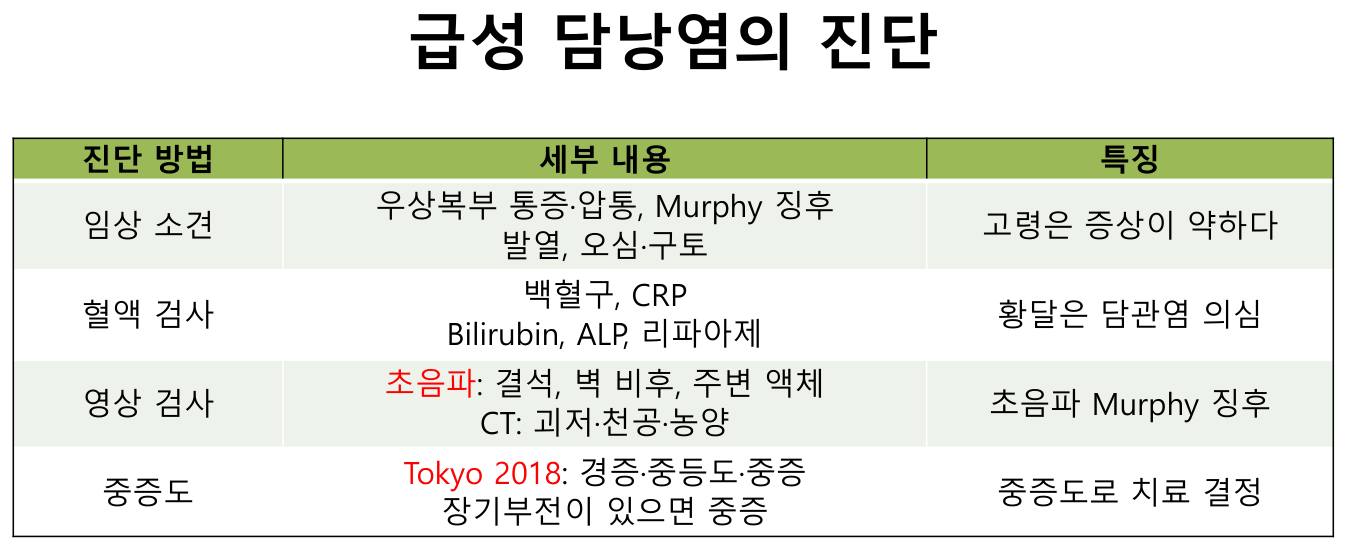 급성 담낭염의 진단
진단 방법 세부 내용 특징
임상 소견
우상복부 통증·압통, Murphy 징후
발열, 오심·구토
고령은 증상이 약하다
혈액 검사
백혈구, CRP
Bilirubin, ALP, 리파아제
황달은 담관염 의심
영상 검사
초음파: 결석, 벽 비후, 주변 액체
CT: 괴저·천공·농양
초음파 Murphy 징후
중증도
Tokyo 2018: 경증·중등도·중증
장기부전이 있으면 중증
중증도로 치료 결정